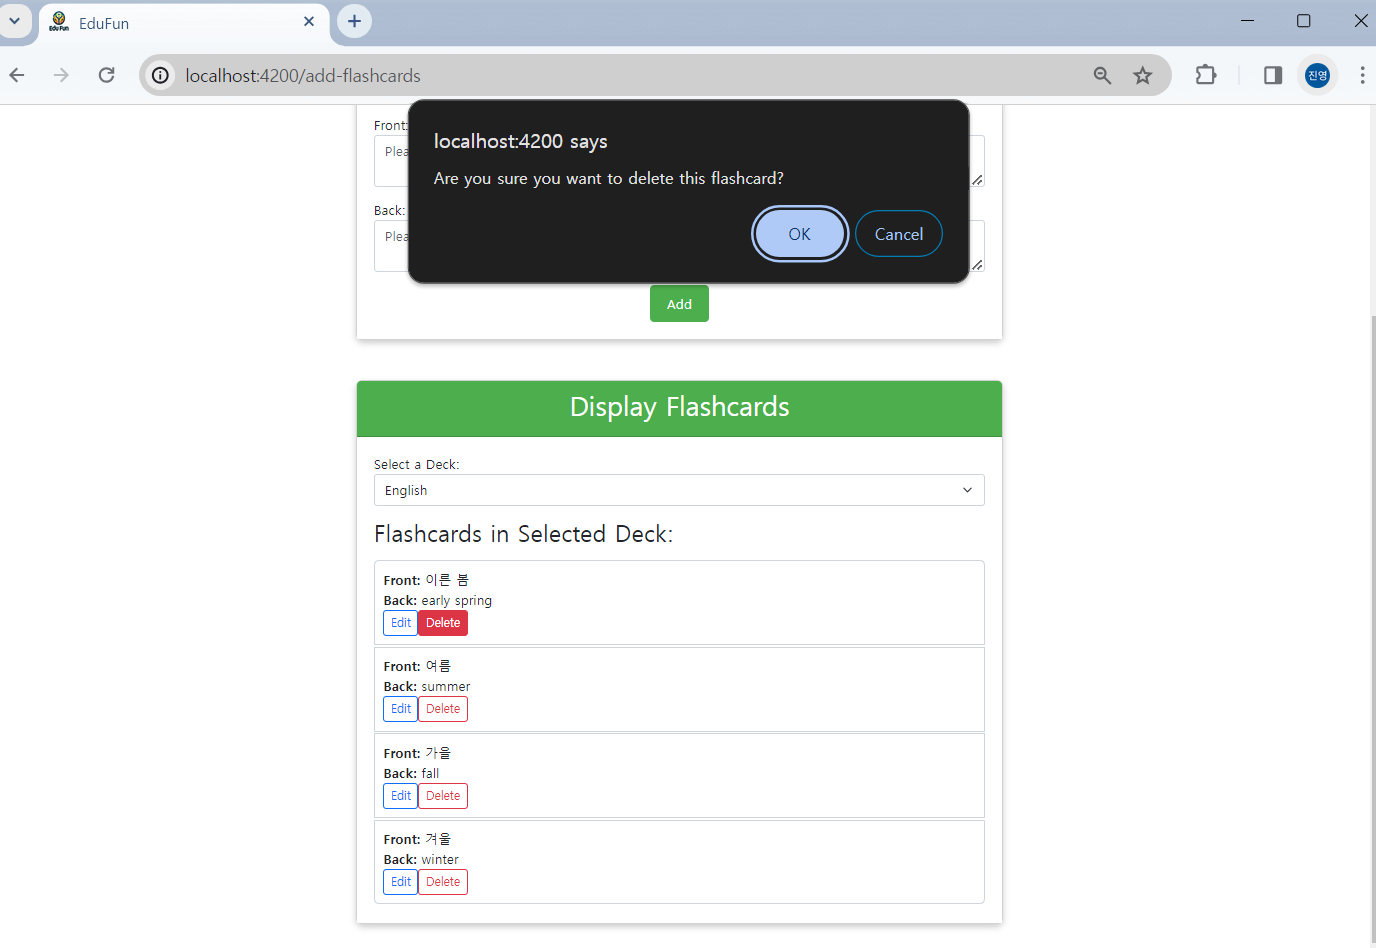 EduFun
localhost:4200/add-flashcards
진영
localhost:4200 says
Are you sure you want to delete this flashcard?
OK
Cancel
Front:
Plea
Back:
Plea
Add
Display Flashcards
Select a Deck:
English
Flashcards in Selected Deck:
Front: 이른 봄
Back: early spring
Edit Delete
Front: 여름
Back: summer
Edit Delete
Front: 가을
Back: fall
Edit Delete
Front: 겨울
Back: winter
Edit Delete